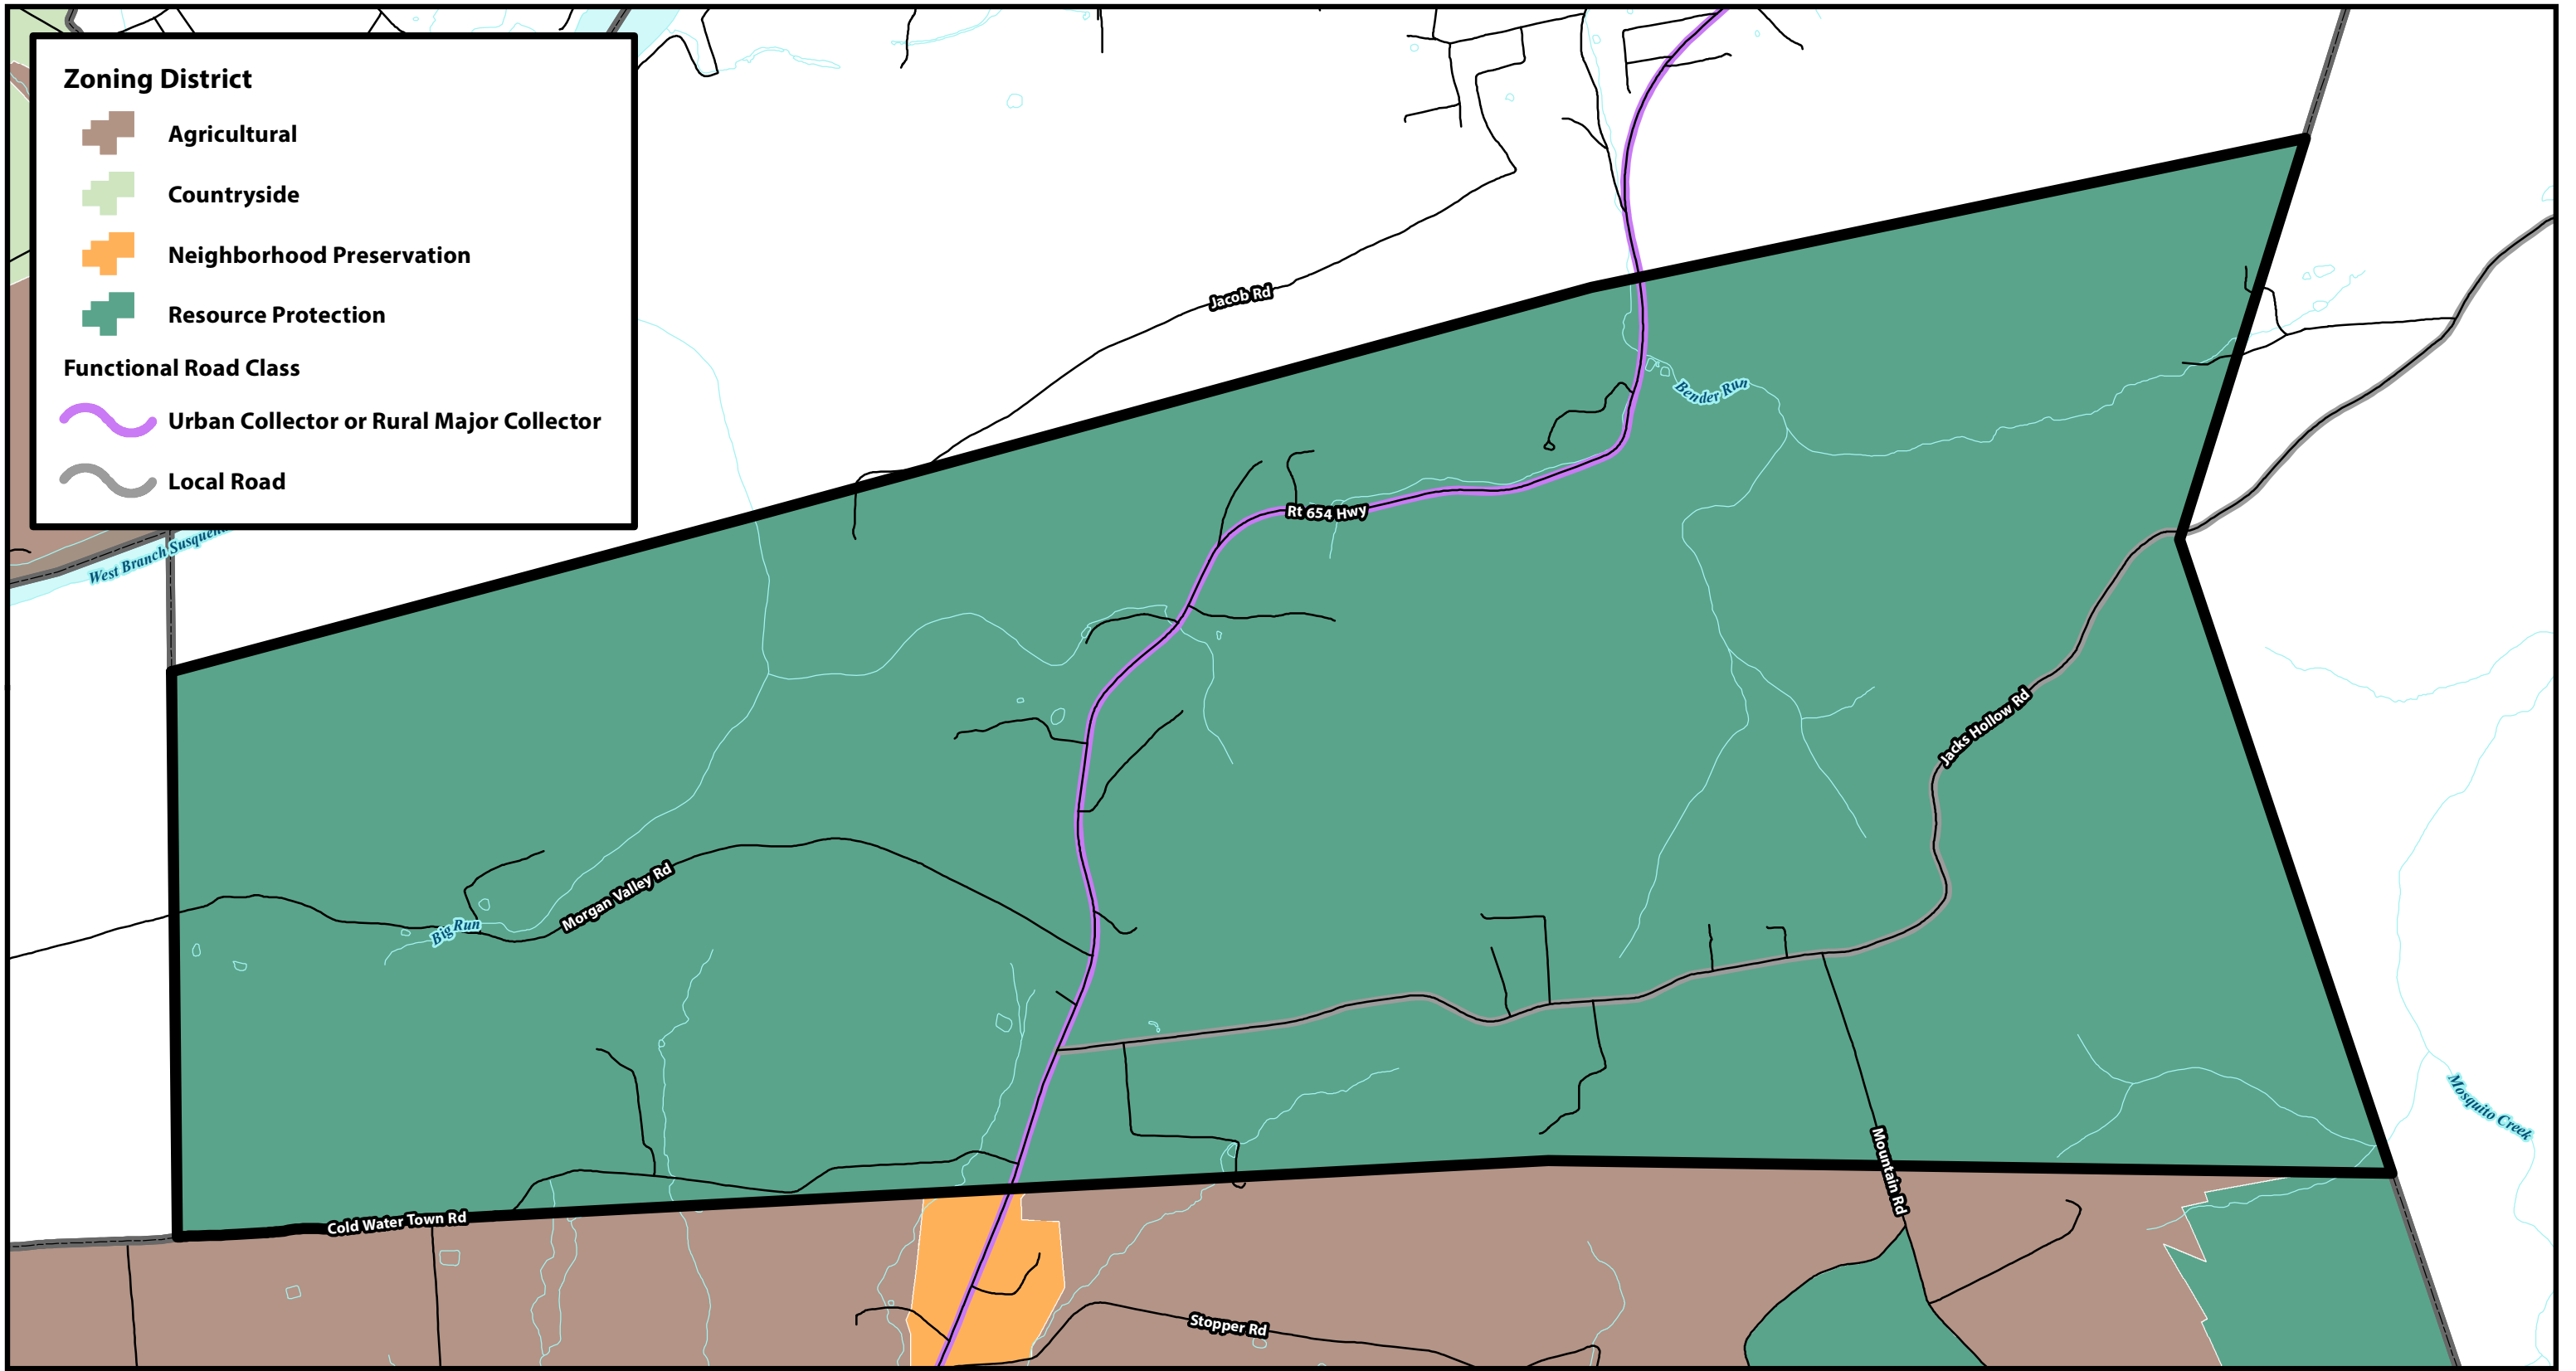 Zoning District
Agricultural
Countryside
Neighborhood Preservation
Resource Protection
Functional Road Class
Urban Collector or Rural Major Collector
Local Road
Jacob Rd
Bender Run
Rt 654 Hwy
West Branch
Jacks Hollow Rd
Morgan Valley Rd
Big Run
Mosquito Creek
Mountain Rd
Cold Water Town Rd
Stopper Rd